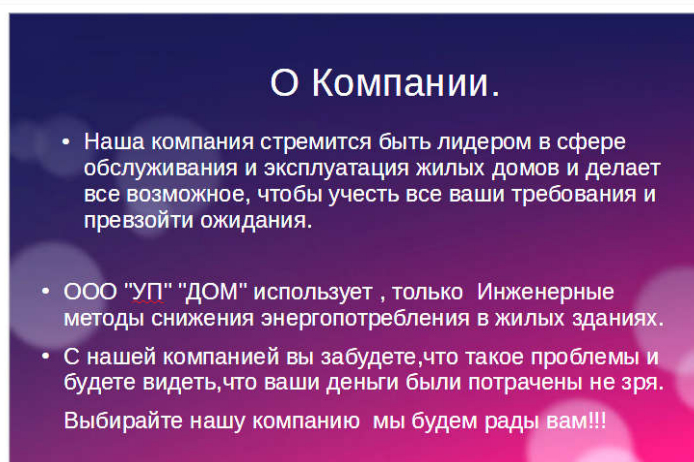 О Компании.
• Наша компания стремится быть лидером в сфере
обслуживания и эксплуатация жилых домов и делает
все возможное, чтобы учесть все ваши требования и
превзойти ожидания.
• ООО "УП" "ДОМ" использует , только  Инженерные
методы снижения энергопотребления в жилых зданиях.
• С нашей компанией вы забудете,что такое проблемы и
будете видеть,что ваши деньги были потрачены не зря.
Выбирайте нашу компанию  мы будем рады вам!!!